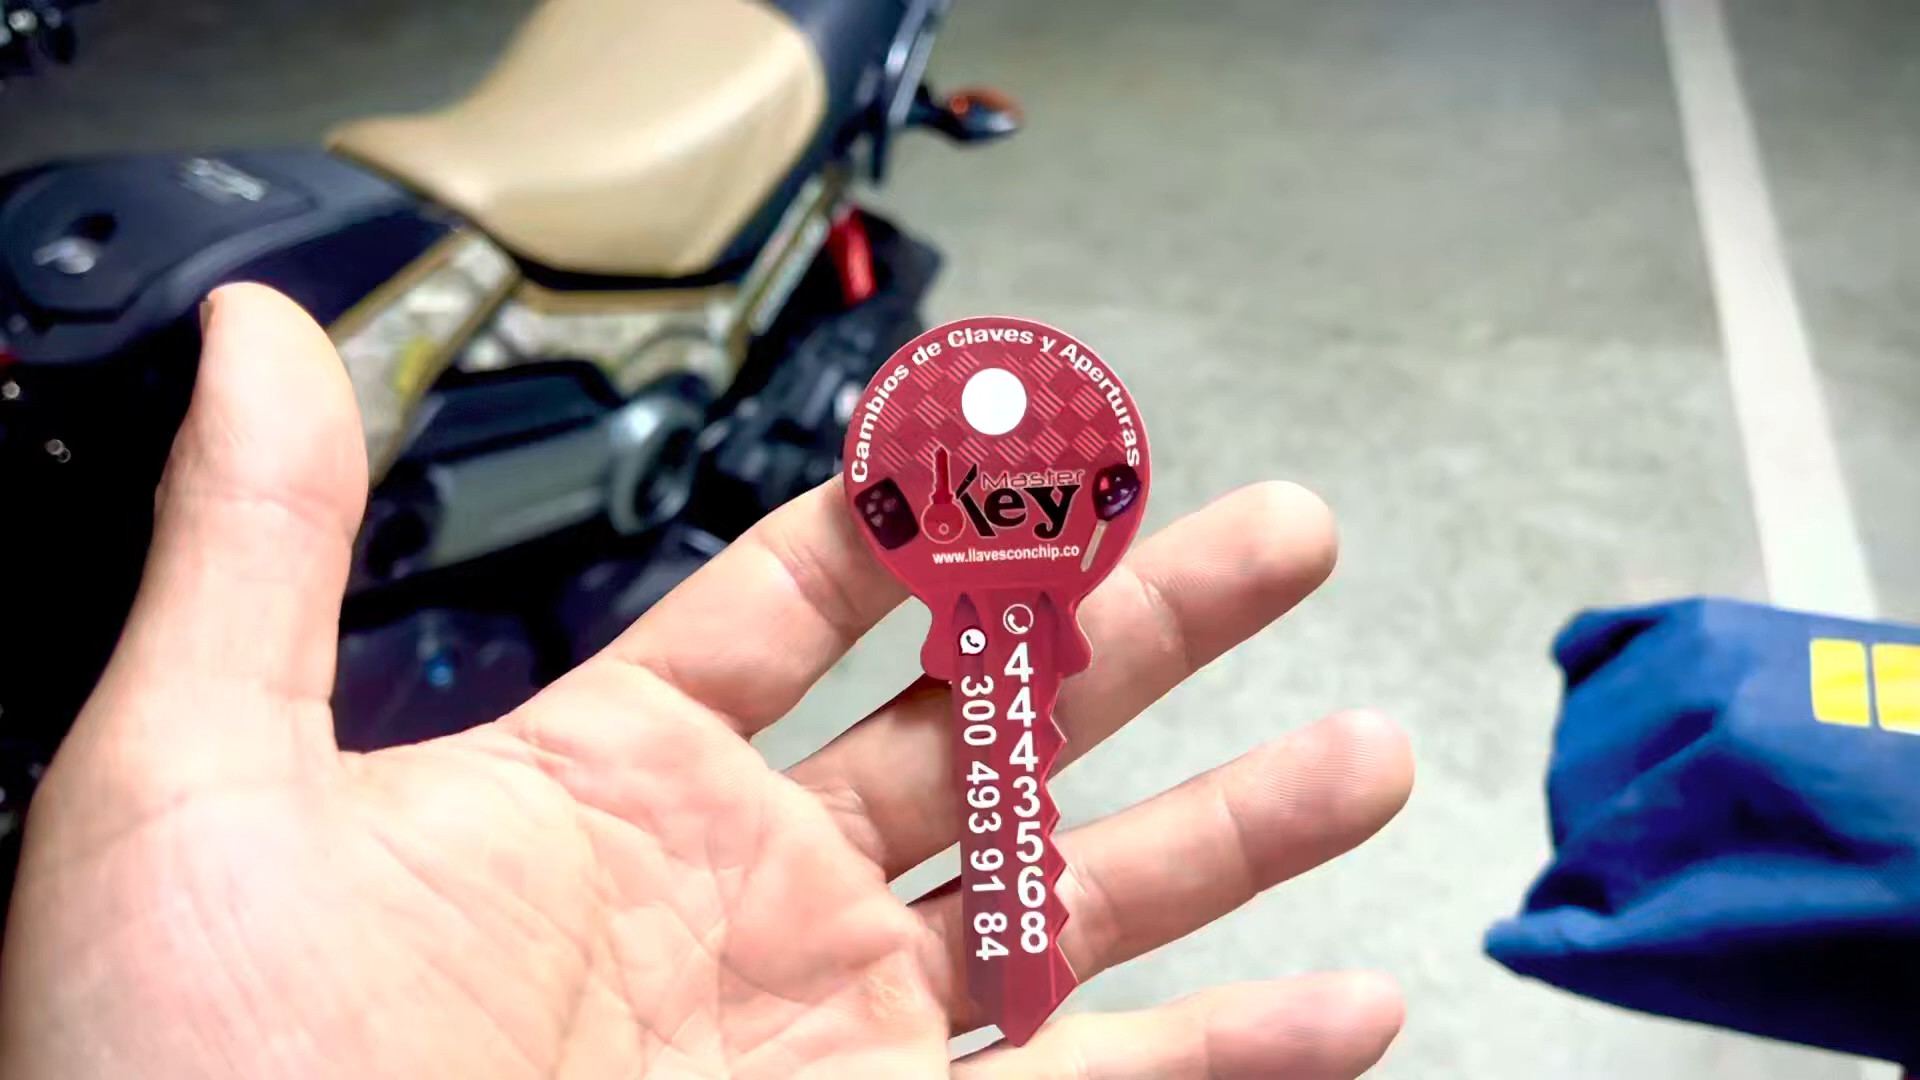 Cambios de Claves y Aperturas
Master
Key
www.llavesconchip.co
4443568
300 493 91 84